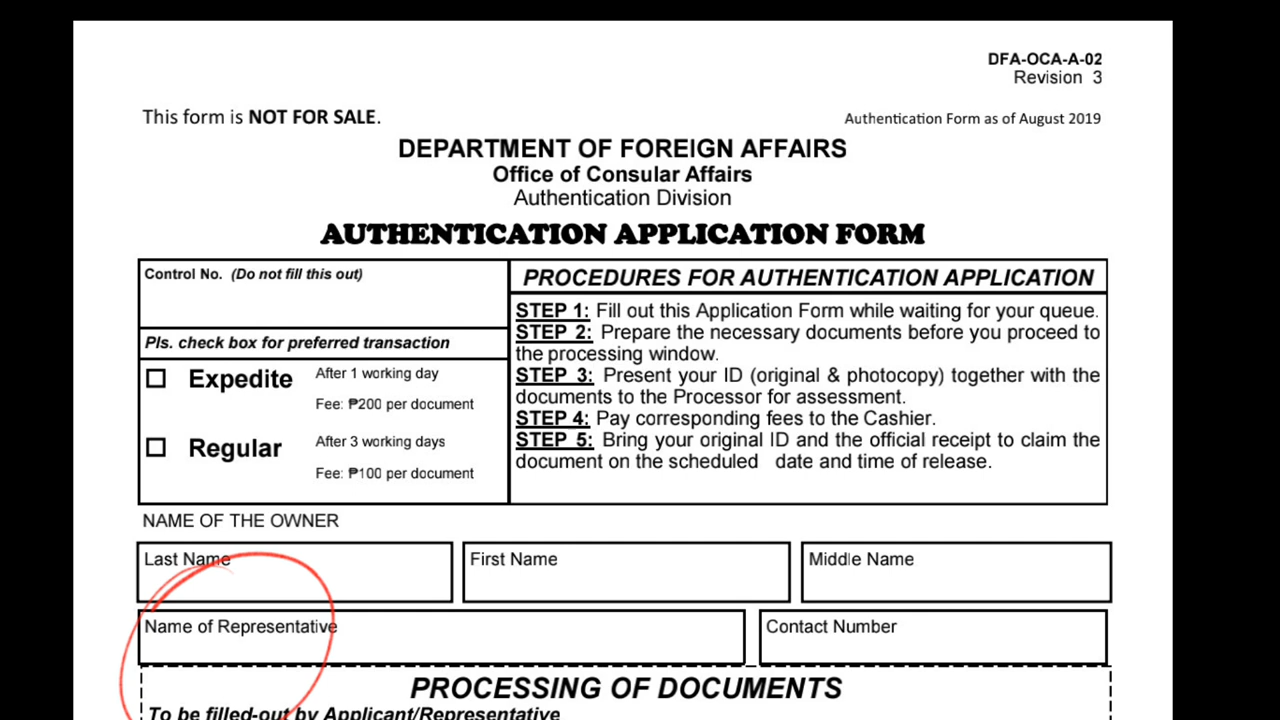 DFA-OCA-A-02
Revision 3
This form is NOT FOR SALE.
Authentication Form as of August 2019
DEPARTMENT OF FOREIGN AFFAIRS
Office of Consular Affairs
Authentication Division
AUTHENTICATION APPLICATION FORM
Control No. (Do not fill this out)
Pls. check box for preferred transaction
Expedite
After 1 working day
Fee: ₱200 per document
Regular
After 3 working days
Fee: ₱100 per document
PROCEDURES FOR AUTHENTICATION APPLICATION
STEP 1: Fill out this Application Form while waiting for your queue.
STEP 2: Prepare the necessary documents before you proceed to
the processing window.
STEP 3: Present your ID (original & photocopy) together with the
documents to the Processor for assessment.
STEP 4: Pay corresponding fees to the Cashier.
STEP 5: Bring your original ID and the official receipt to claim the
document on the scheduled date and time of release.
NAME OF THE OWNER
Last Name
First Name
Middle Name
Name of Representative
Contact Number
PROCESSING OF DOCUMENTS
To be filled-out by Applicant/Representative